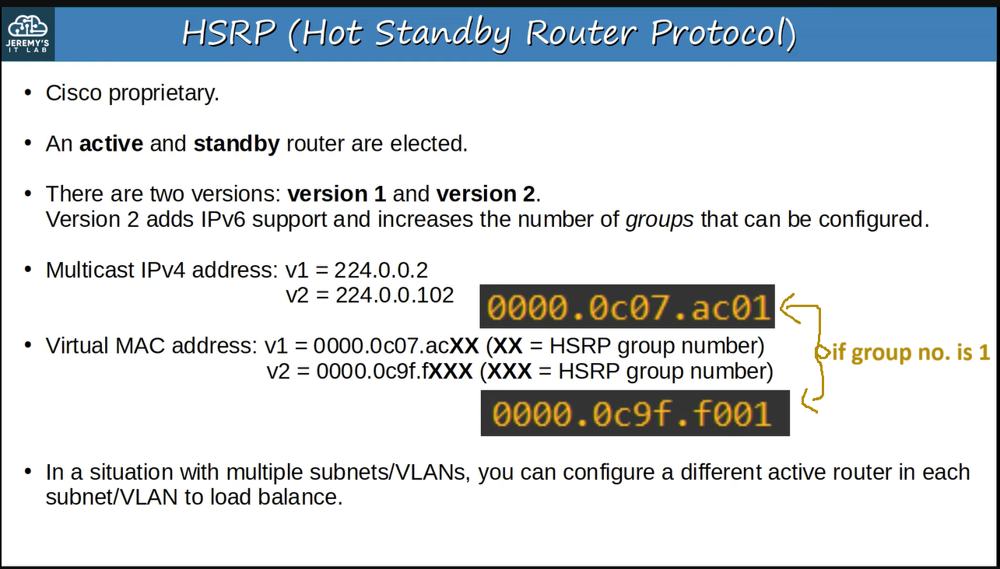 JEREMY'S
IT LAB
HSRP (Hot Standby Router Protocol)
• Cisco proprietary.
• An active and standby router are elected.
• There are two versions: version 1 and version 2.
Version 2 adds IPv6 support and increases the number of groups that can be configured.
• Multicast IPv4 address: v1 = 224.0.0.2
v2 = 224.0.0.102
0000.0c07.ac01
• Virtual MAC address: v1 = 0000.0c07.acXX (XX = HSRP group number)
if group no. is 1
v2 = 0000.0c9f.fXXX (XXX = HSRP group number)
0000.0c9f.f001
• In a situation with multiple subnets/VLANs, you can configure a different active router in each
subnet/VLAN to load balance.